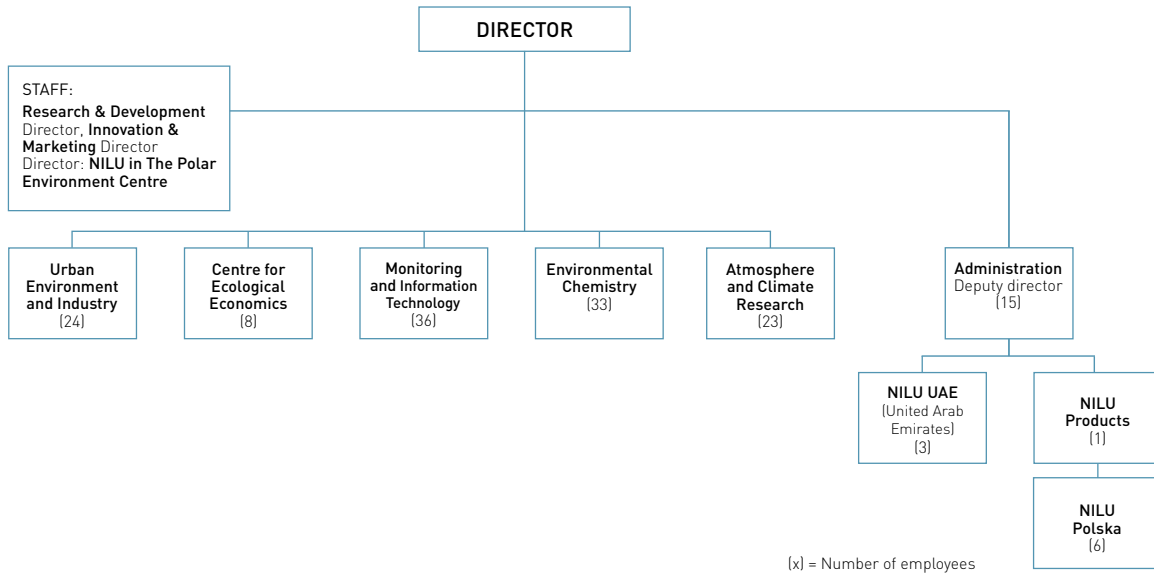 DIRECTOR
STAFF:
Research & Development
Director, Innovation &
Marketing Director
Director: NILU in The Polar
Environment Centre
Urban
Environment
and Industry
(24)
Centre for
Ecological
Economics
(8)
Monitoring
and Information
Technology
(36)
Environmental
Chemistry
(33)
Atmosphere
and Climate
Research
(23)
Administration
Deputy director
(15)
NILU UAE
(United Arab
Emirates)
(3)
NILU
Products
(1)
NILU
Polska
(6)
(x) = Number of employees